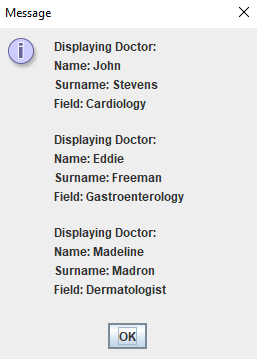 Message
Displaying Doctor:
Name: John
Surname: Stevens
Field: Cardiology
Displaying Doctor:
Name: Eddie
Surname: Freeman
Field: Gastroenterology
Displaying Doctor:
Name: Madeline
Surname: Madron
Field: Dermatologist
OK